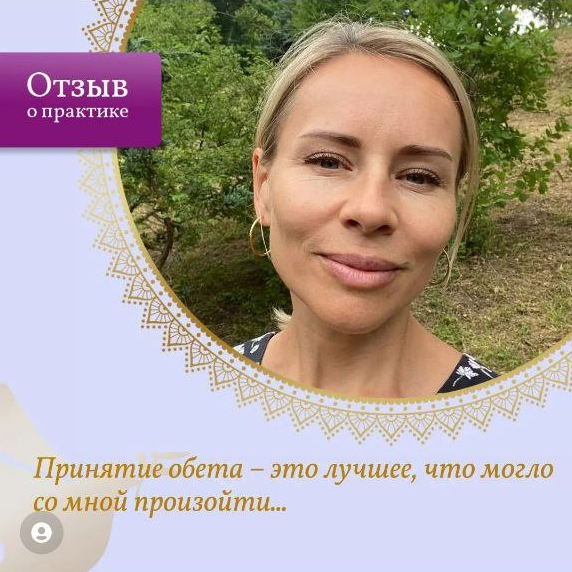 Отзыв
о практике
Принятие обета – это лучшее, что могло
со мной произойти...